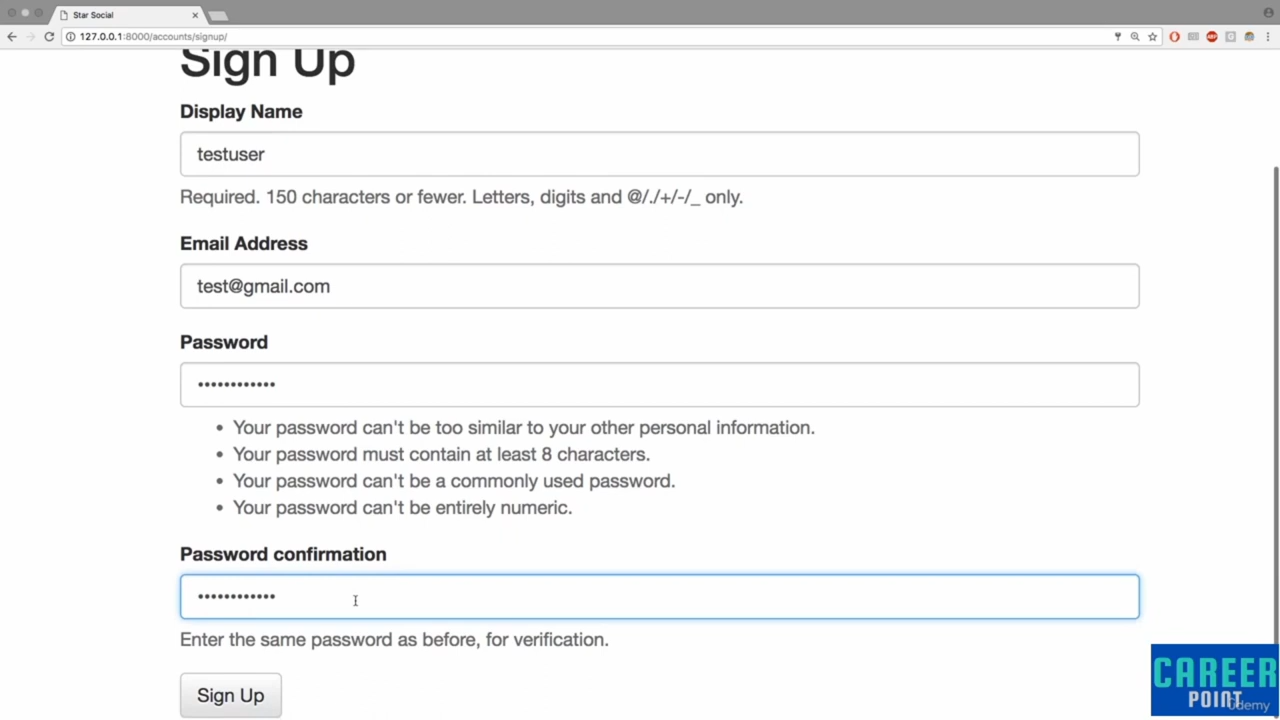 Star Social
127.0.0.1:8000/accounts/signup/
Sign Up
Display Name
testuser
Required. 150 characters or fewer. Letters, digits and @/./+/-/_ only.
Email Address
test@gmail.com
Password
••••••••••••
Your password can't be too similar to your other personal information.
Your password must contain at least 8 characters.
Your password can't be a commonly used password.
Your password can't be entirely numeric.
Password confirmation
••••••••••••
Enter the same password as before, for verification.
Sign Up
CAREER
POINT
udemy